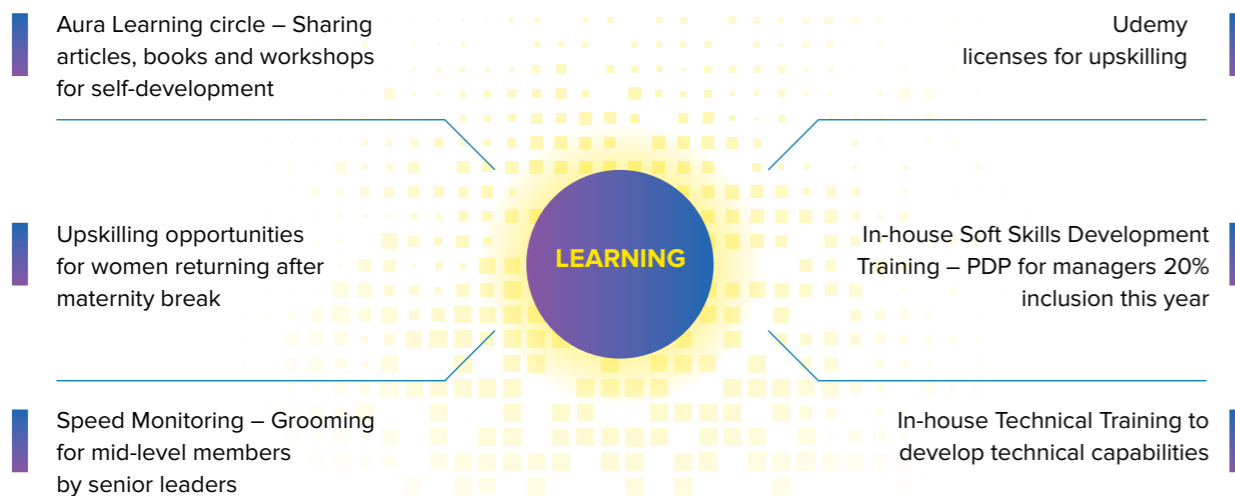 Aura Learning circle – Sharing
articles, books and workshops
for self-development
Udemy
licenses for upskilling
Upskilling opportunities
for women returning after
maternity break
LEARNING
In-house Soft Skills Development
Training – PDP for managers 20%
inclusion this year
Speed Monitoring – Grooming
for mid-level members
by senior leaders
In-house Technical Training to
develop technical capabilities